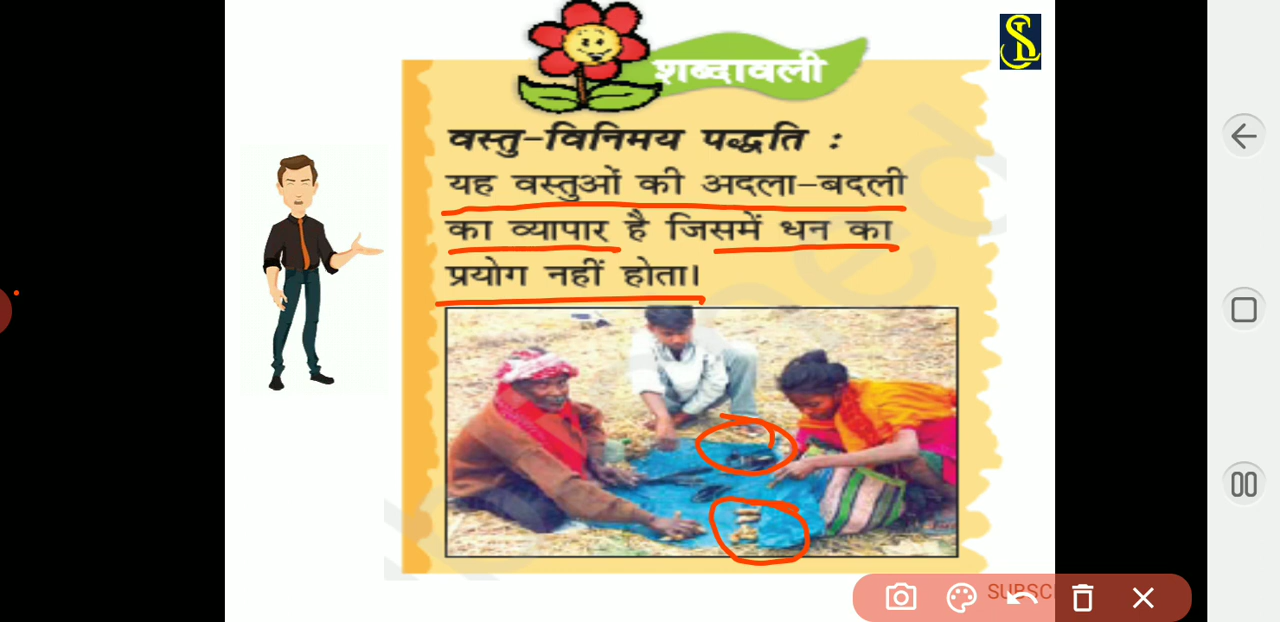 शब्दावली
वस्तु-विनिमय पद्धति :
यह वस्तुओं की अदला-बदली
का व्यापार है जिसमें धन का
प्रयोग नहीं होता।